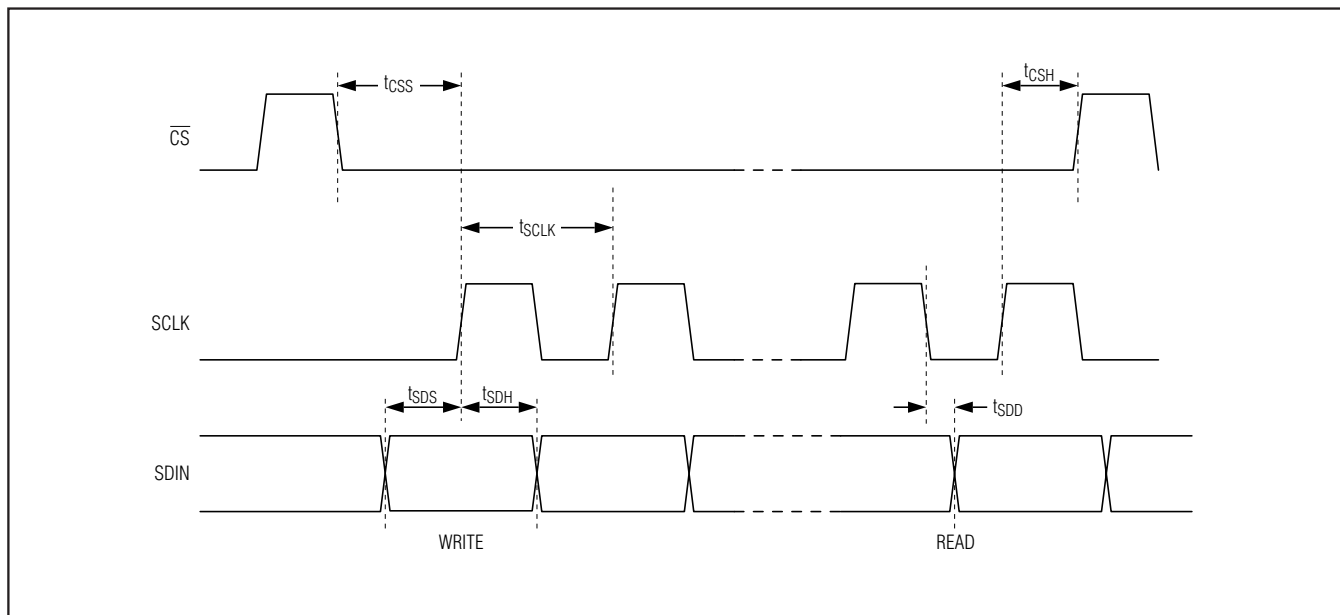 tCSS
tCSH
CS
tSCLK
SCLK
tSDS
tSDH
tSDD
SDIN
WRITE
READ